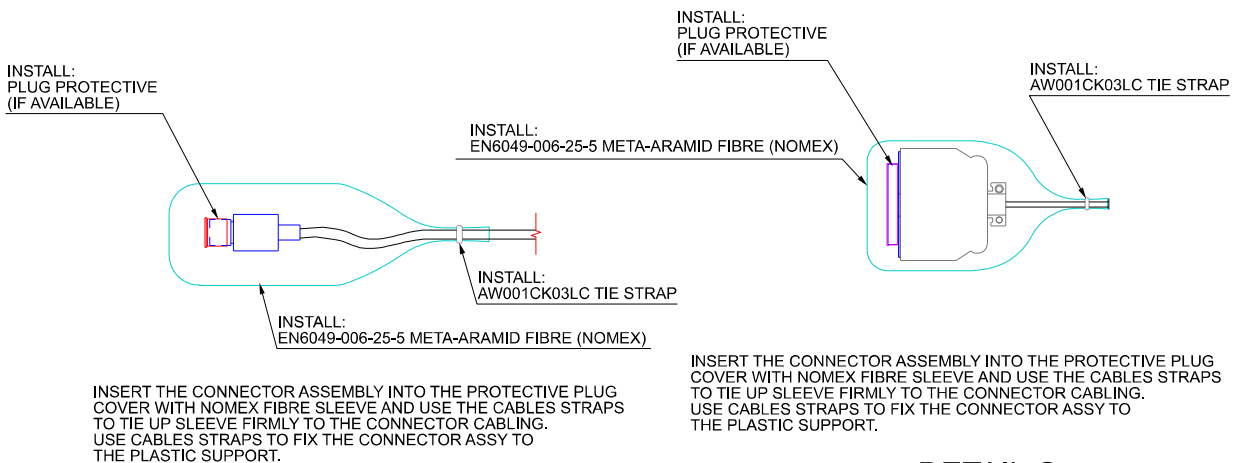 INSTALL:
PLUG PROTECTIVE
(IF AVAILABLE)
INSTALL:
AW001CK03LC TIE STRAP
INSTALL:
EN6049-006-25-5 META-ARAMID FIBRE (NOMEX)
INSERT THE CONNECTOR ASSEMBLY INTO THE PROTECTIVE PLUG
COVER WITH NOMEX FIBRE SLEEVE AND USE THE CABLES STRAPS
TO TIE UP SLEEVE FIRMLY TO THE CONNECTOR CABLING.
USE CABLES STRAPS TO FIX THE CONNECTOR ASSY TO
THE PLASTIC SUPPORT.
INSTALL:
PLUG PROTECTIVE
(IF AVAILABLE)
INSTALL:
AW001CK03LC TIE STRAP
INSTALL:
EN6049-006-25-5 META-ARAMID FIBRE (NOMEX)
INSERT THE CONNECTOR ASSEMBLY INTO THE PROTECTIVE PLUG
COVER WITH NOMEX FIBRE SLEEVE AND USE THE CABLES STRAPS
TO TIE UP SLEEVE FIRMLY TO THE CONNECTOR CABLING.
USE CABLES STRAPS TO FIX THE CONNECTOR ASSY TO
THE PLASTIC SUPPORT.